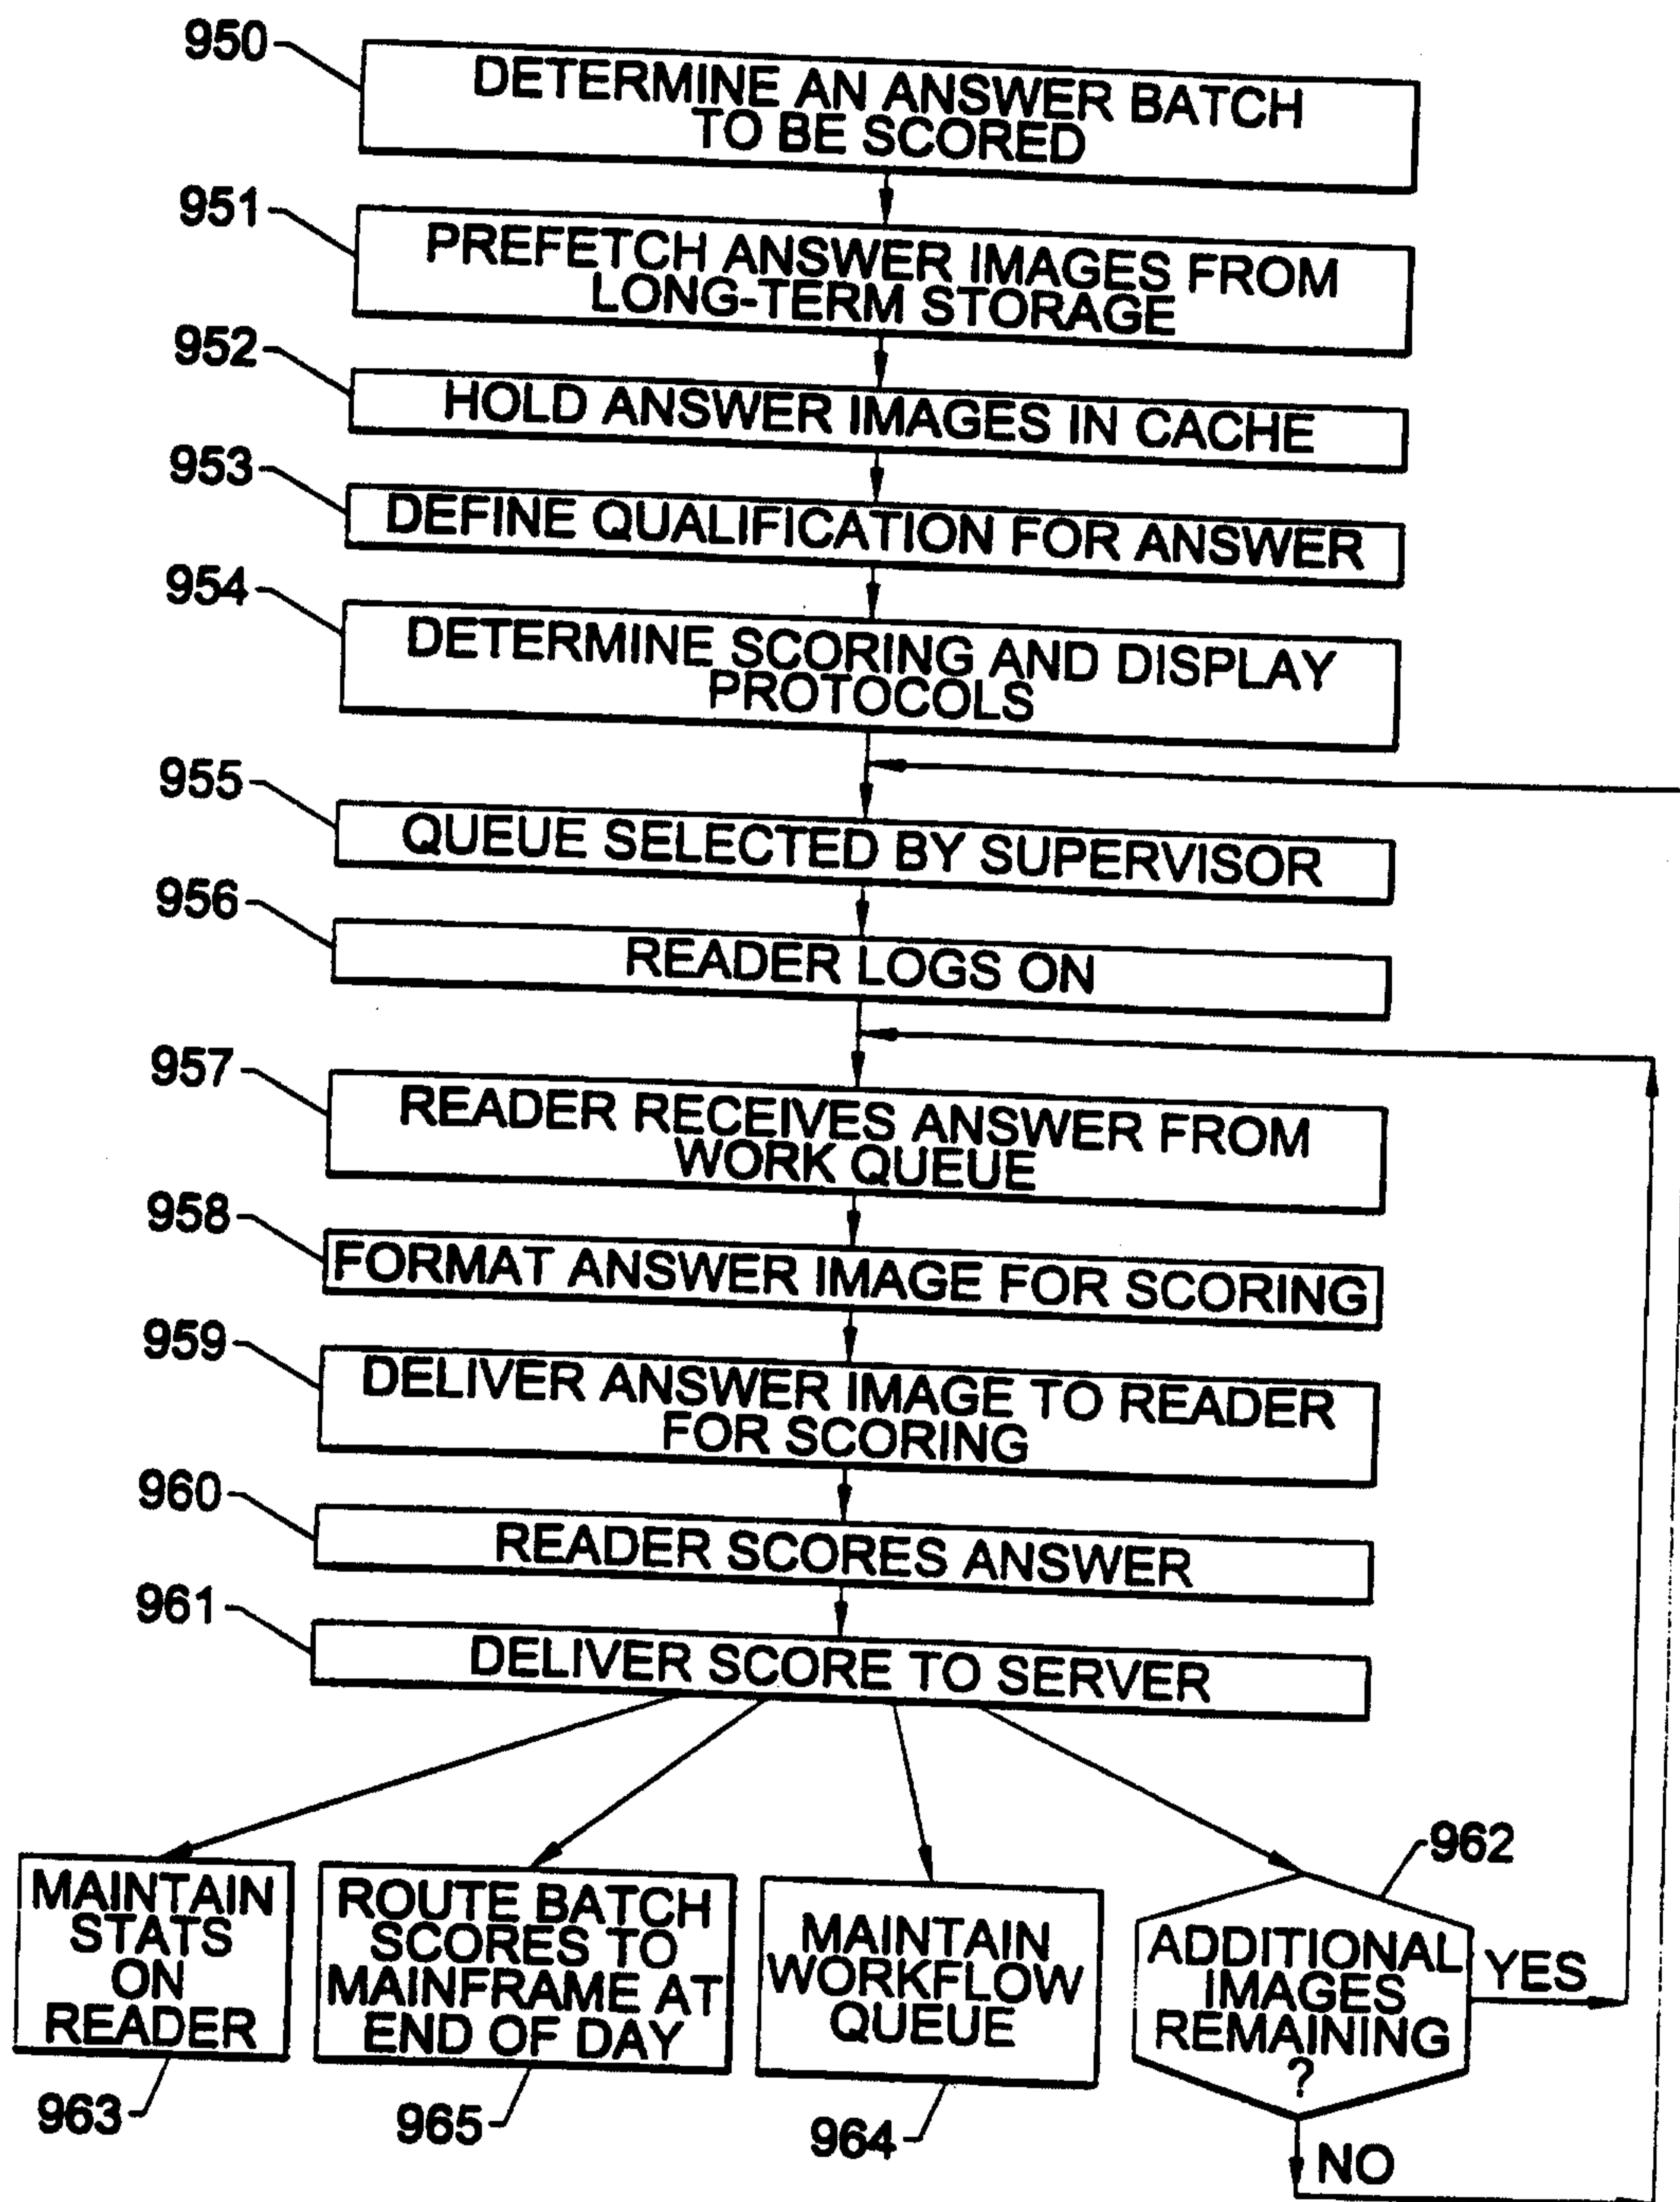 950
DETERMINE AN ANSWER BATCH
TO BE SCORED
951
PREFETCH ANSWER IMAGES FROM
LONG-TERM STORAGE
952
HOLD ANSWER IMAGES IN CACHE
953
DEFINE QUALIFICATION FOR ANSWER
954
DETERMINE SCORING AND DISPLAY
PROTOCOLS
955
QUEUE SELECTED BY SUPERVISOR
956
READER LOGS ON
957
READER RECEIVES ANSWER FROM
WORK QUEUE
958
FORMAT ANSWER IMAGE FOR SCORING
959
DELIVER ANSWER IMAGE TO READER
FOR SCORING
960
READER SCORES ANSWER
961
DELIVER SCORE TO SERVER
MAINTAIN
STATS
ON
READER
963
ROUTE BATCH
SCORES TO
MAINFRAME AT
END OF DAY
965
MAINTAIN
WORKFLOW
QUEUE
964
962
ADDITIONAL
IMAGES
REMAINING
?
YES
NO